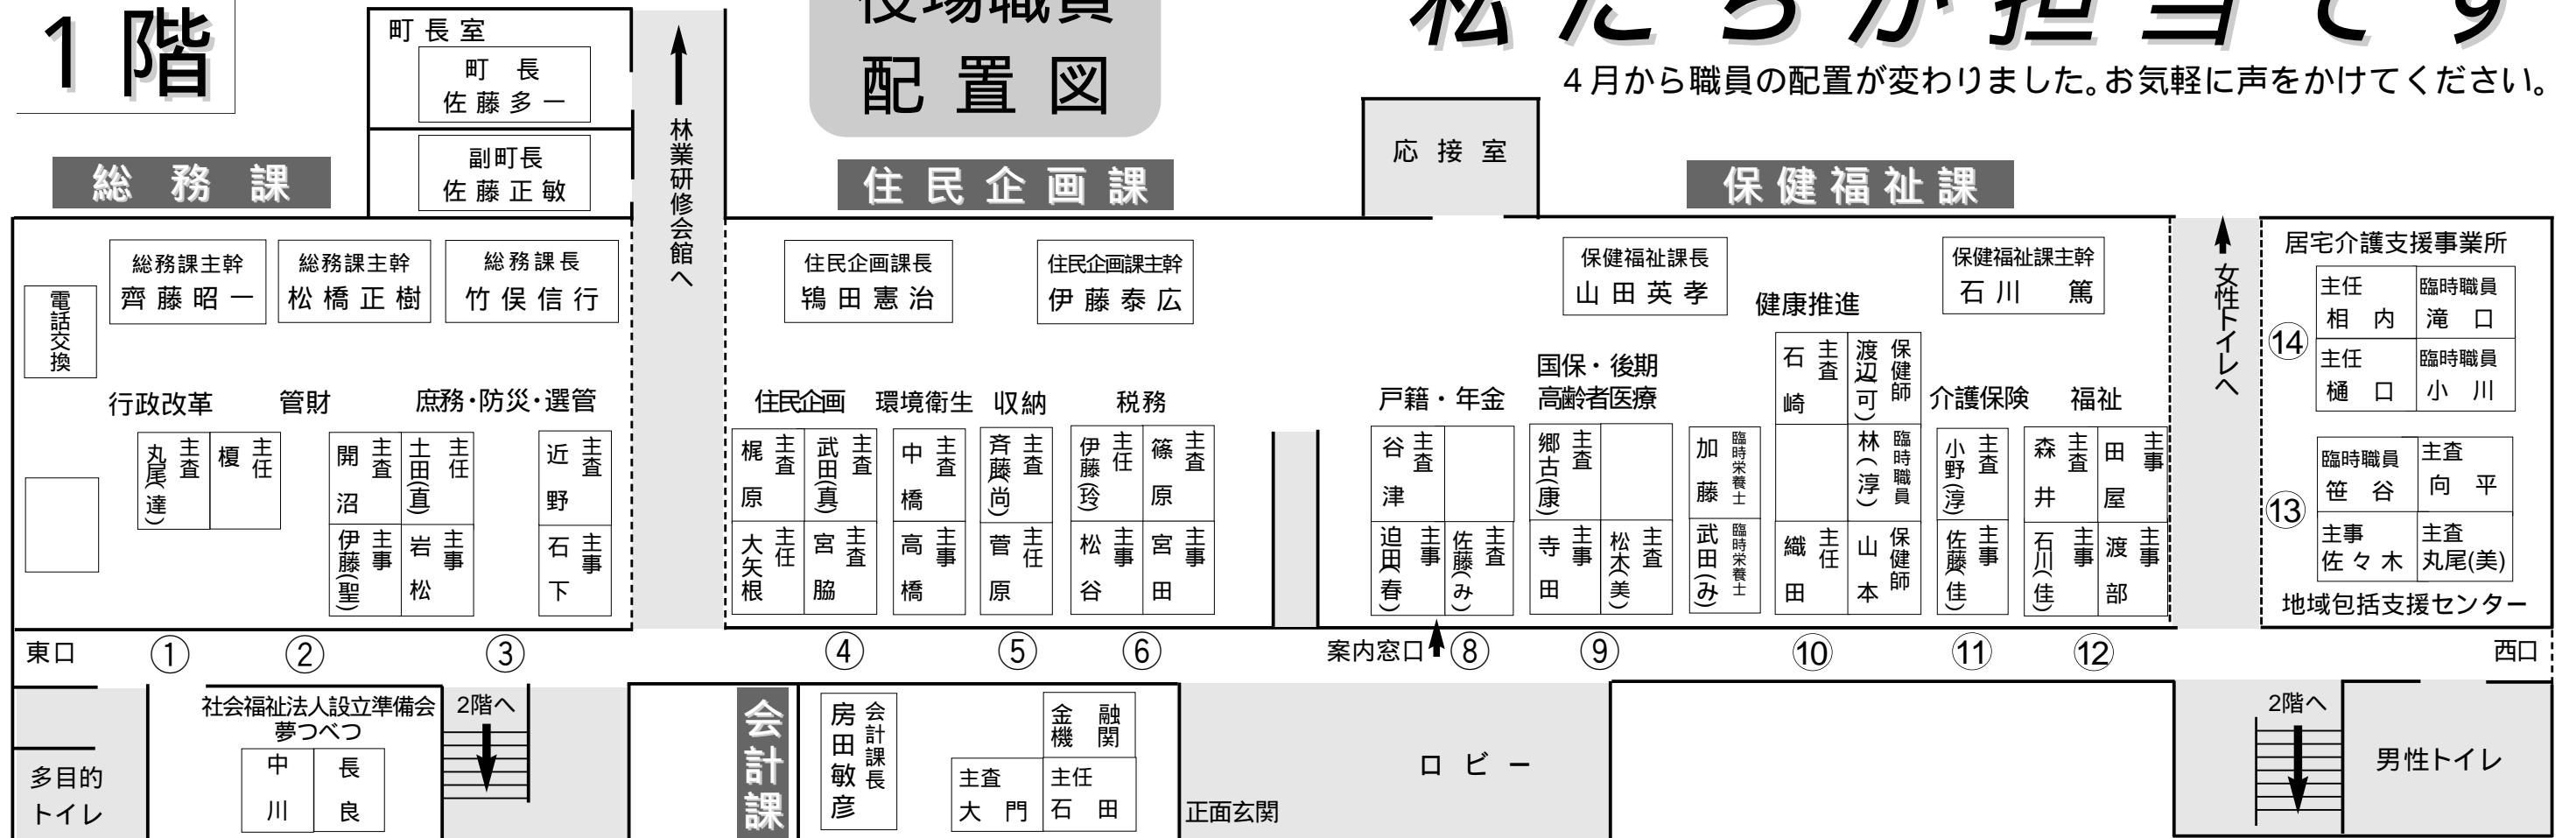 1階
役場職員
配置図
私たちが担当です
4月から職員の配置が変わりました。お気軽に声をかけてください。
町長室
町　長
佐藤多一
副町長
佐藤正敏
林業研修会館へ
応接室
総務課
住民企画課
保健福祉課
総務課主幹
齊藤昭一
総務課主幹
松橋正樹
総務課長
竹俣信行
住民企画課長
鴇田憲治
住民企画課主幹
伊藤泰広
保健福祉課長
山田英孝
保健福祉課主幹
石川　篤
電話交換
女性トイレへ
居宅介護支援事業所
⑭
主任
相　内
臨時職員
滝　口
主任
樋　口
臨時職員
小　川
⑬
臨時職員
笹　谷
主査
向　平
主事
佐々木
主査
丸尾(美)
地域包括支援センター
行政改革
主査
丸尾(達)
主任
榎
管財
庶務・防災・選管
主査
開沼
主任
土田(真)
主事
伊藤(聖)
主事
岩松
主査
近野
主事
石下
住民企画
主査
梶原
主査
武田(真)
主任
大矢根
主査
宮脇
環境衛生
主査
中橋
主事
高橋
収納
主査
斉藤(尚)
主任
菅原
税務
主任
伊藤(玲)
主査
篠原
主事
松谷
主事
宮田
戸籍・年金
主査
谷津
主事
迫田(春)
主査
佐藤(み)
国保・後期
高齢者医療
主査
郷古(康)
主事
寺田
主査
松木(美)
臨時栄養士
加藤
臨時栄養士
武田(み)
健康推進
主査
石崎
保健師
渡辺(可)
臨時職員
林(淳)
主任
織田
保健師
山本
介護保険
主査
小野(淳)
主事
佐藤(佳)
福祉
主査
森井
主事
田屋
主事
石川(佳)
主事
渡部
東口
①
②
③
④
⑤
⑥
案内窓口
⑧
⑨
⑩
⑪
⑫
西口
多目的
トイレ
社会福祉法人設立準備会
夢つべつ
中川
長良
2階へ
会計課
会計課長
房田敏彦
金融
機関
主査
大　門
主任
石　田
正面玄関
ロビー
2階へ
男性トイレ